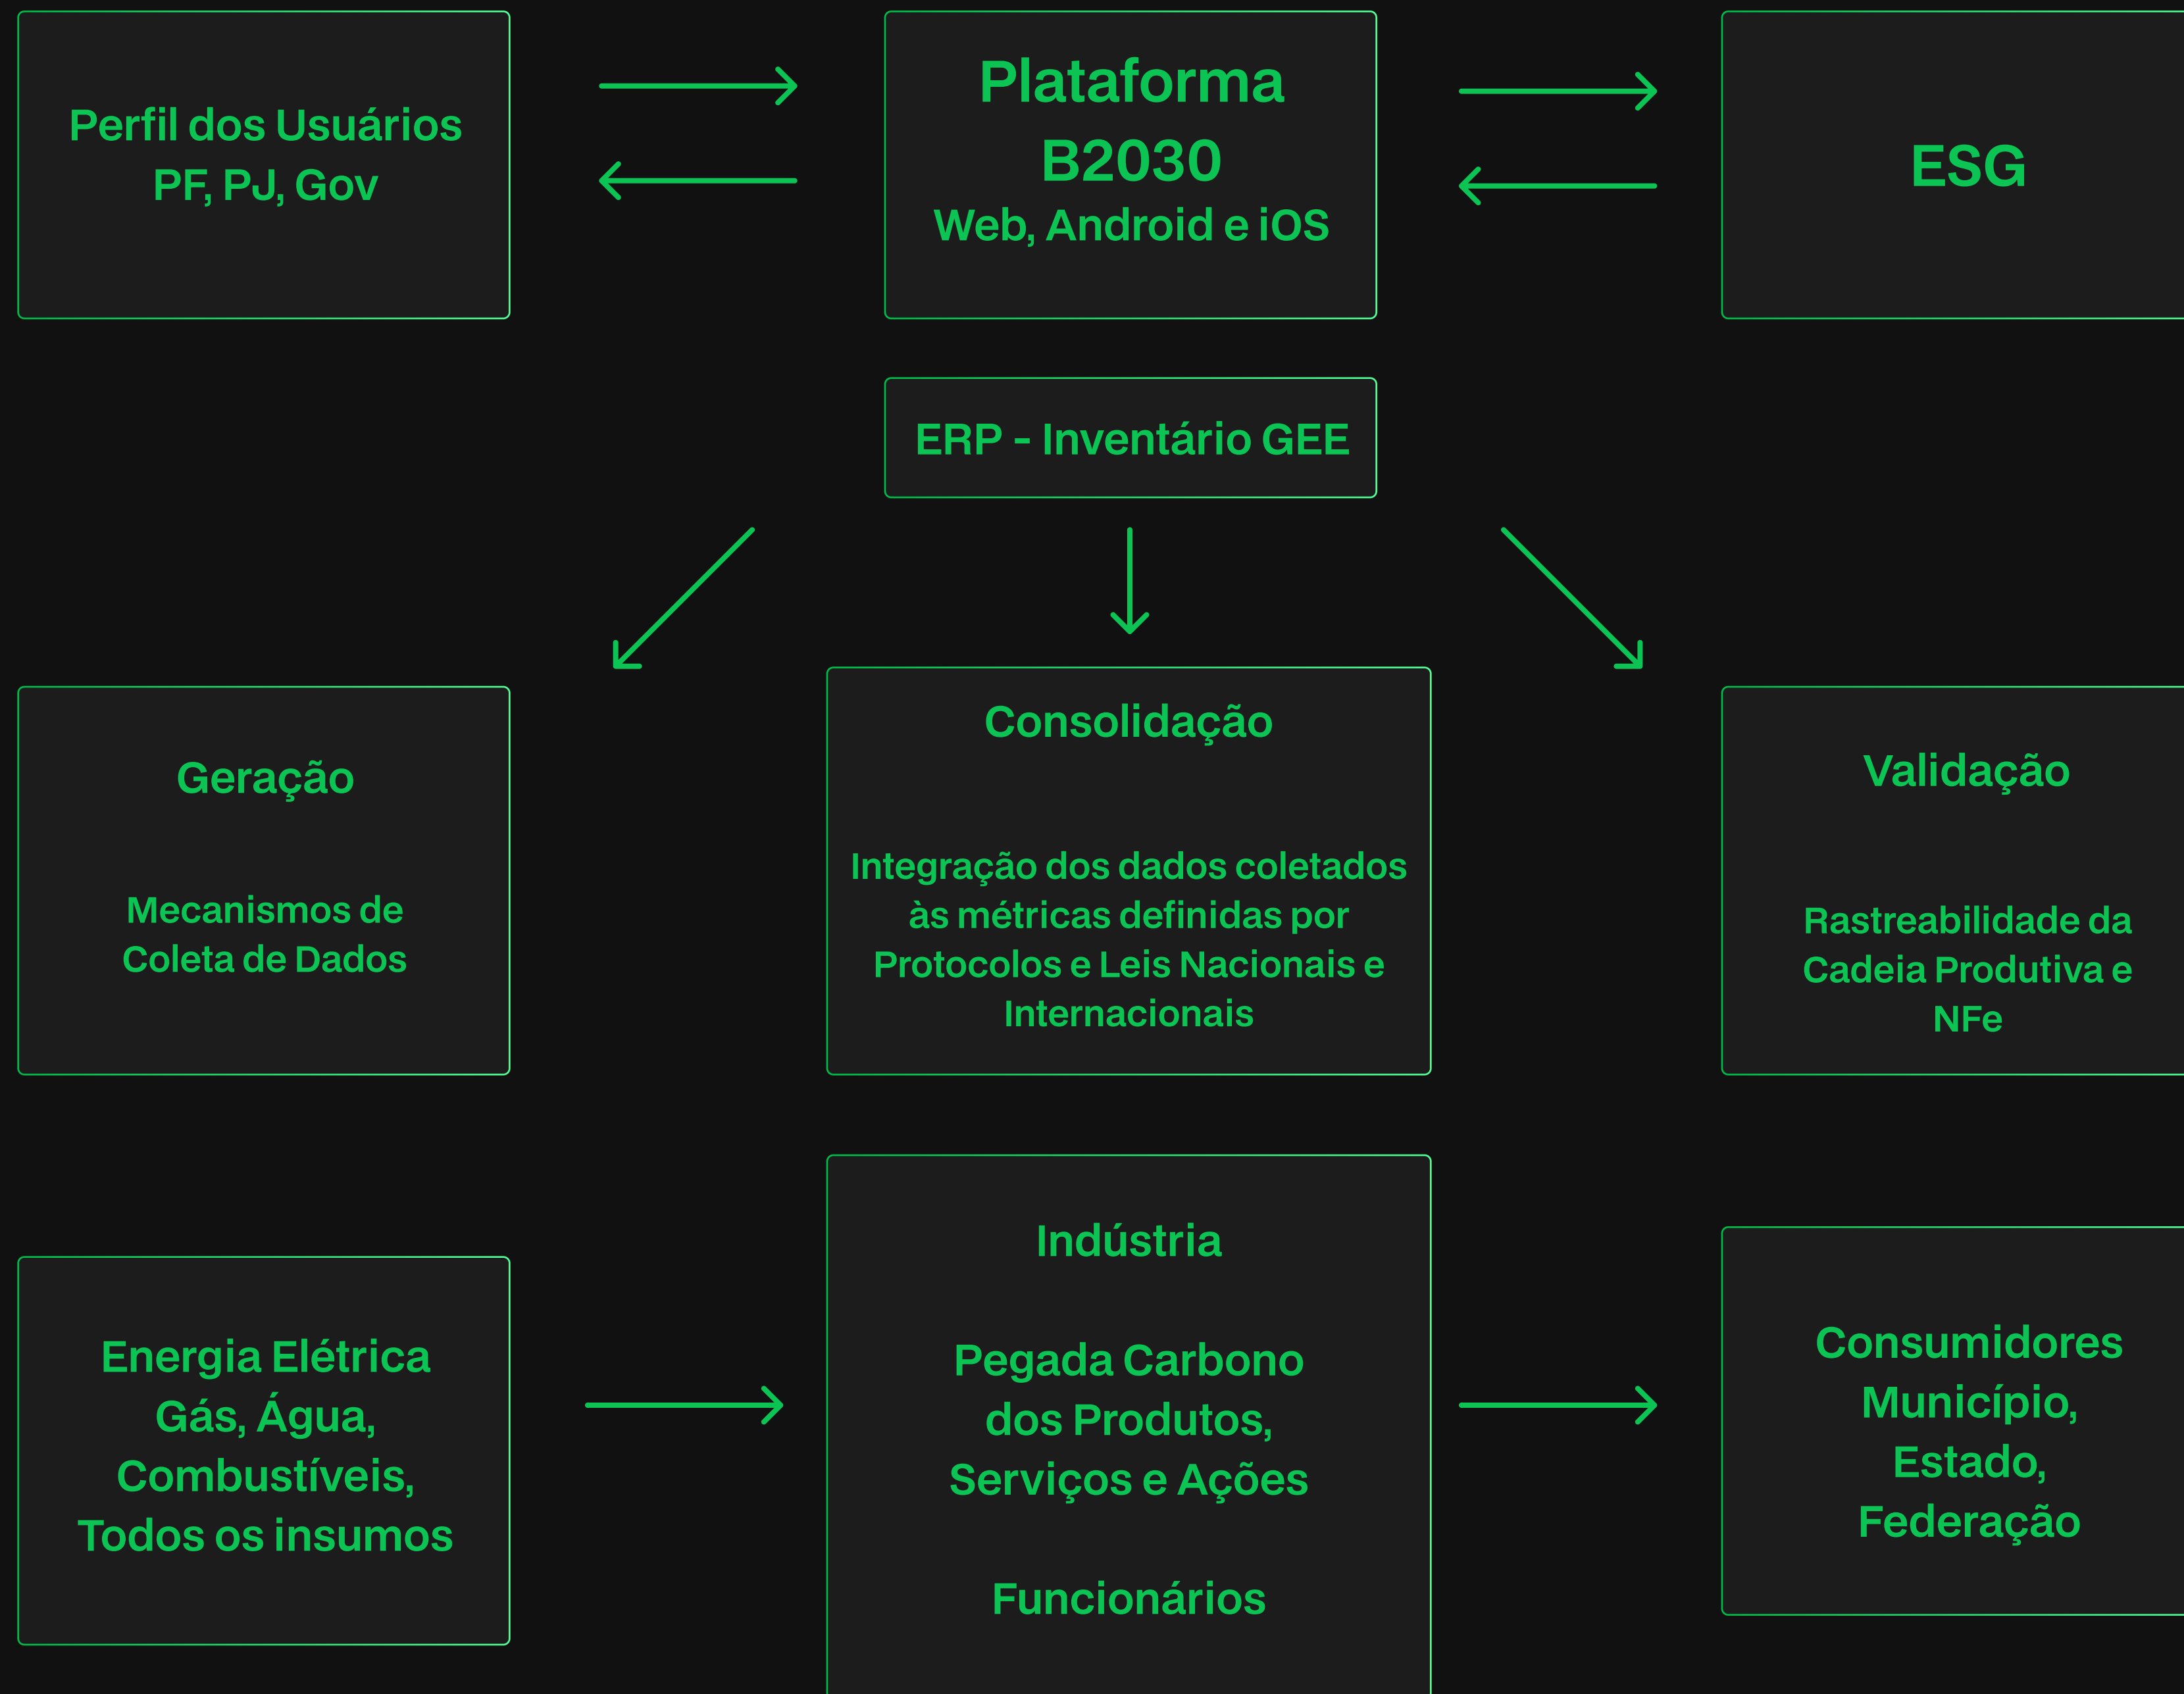 Perfil dos Usuários
PF, PJ, Gov
Plataforma
B2030
Web, Android e iOS
ESG
ERP - Inventário GEE
Geração
Mecanismos de
Coleta de Dados
Consolidação
Integração dos dados coletados
às métricas definidas por
Protocolos e Leis Nacionais e
Internacionais
Validação
Rastreabilidade da
Cadeia Produtiva e
NFe
Energia Elétrica
Gás, Água,
Combustíveis,
Todos os insumos
Indústria
Pegada Carbono
dos Produtos,
Serviços e Ações
Funcionários
Consumidores
Município,
Estado,
Federação